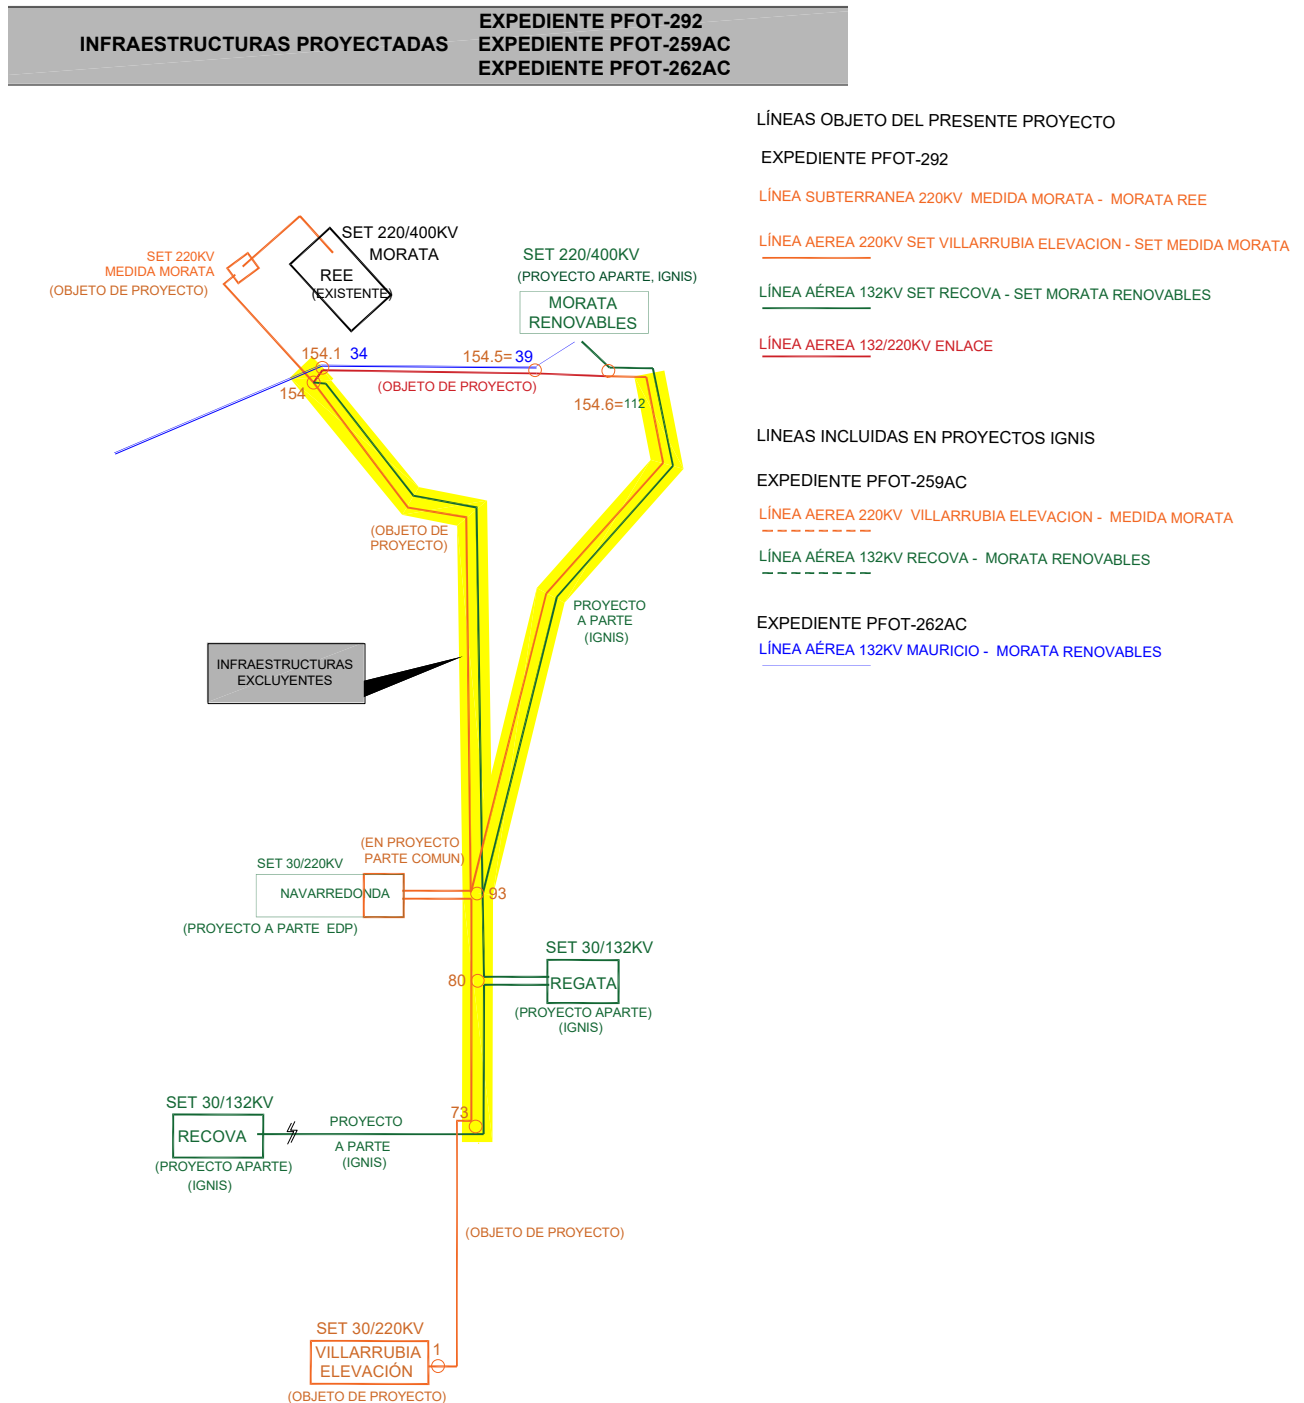 INFRAESTRUCTURAS PROYECTADAS
EXPEDIENTE PFOT-292
EXPEDIENTE PFOT-259AC
EXPEDIENTE PFOT-262AC
LÍNEAS OBJETO DEL PRESENTE PROYECTO
EXPEDIENTE PFOT-292
LÍNEA SUBTERRANEA 220KV MEDIDA MORATA - MORATA REE
LÍNEA AEREA 220KV SET VILLARRUBIA ELEVACION - SET MEDIDA MORATA
LÍNEA AÉREA 132KV SET RECOVA - SET MORATA RENOVABLES
LÍNEA AEREA 132/220KV ENLACE
LINEAS INCLUIDAS EN PROYECTOS IGNIS
EXPEDIENTE PFOT-259AC
LÍNEA AEREA 220KV VILLARRUBIA ELEVACION - MEDIDA MORATA
LÍNEA AÉREA 132KV RECOVA - MORATA RENOVABLES
EXPEDIENTE PFOT-262AC
LÍNEA AÉREA 132KV MAURICIO - MORATA RENOVABLES
SET 220KV
MEDIDA MORATA
(OBJETO DE PROYECTO)
SET 220/400KV
MORATA
REE
(EXISTENTE)
SET 220/400KV
(PROYECTO APARTE, IGNIS)
MORATA
RENOVABLES
154.1 34
154.5= 39
154
(OBJETO DE PROYECTO)
154.6=112
(OBJETO DE
PROYECTO)
PROYECTO
A PARTE
(IGNIS)
INFRAESTRUCTURAS
EXCLUYENTES
(EN PROYECTO
PARTE COMUN)
SET 30/220KV
NAVARREDONDA
93
(PROYECTO A PARTE EDP)
SET 30/132KV
80
REGATA
(PROYECTO APARTE)
(IGNIS)
SET 30/132KV
73
RECOVA
PROYECTO
A PARTE
(IGNIS)
(PROYECTO APARTE)
(IGNIS)
(OBJETO DE PROYECTO)
SET 30/220KV
VILLARRUBIA
ELEVACIÓN
1
(OBJETO DE PROYECTO)